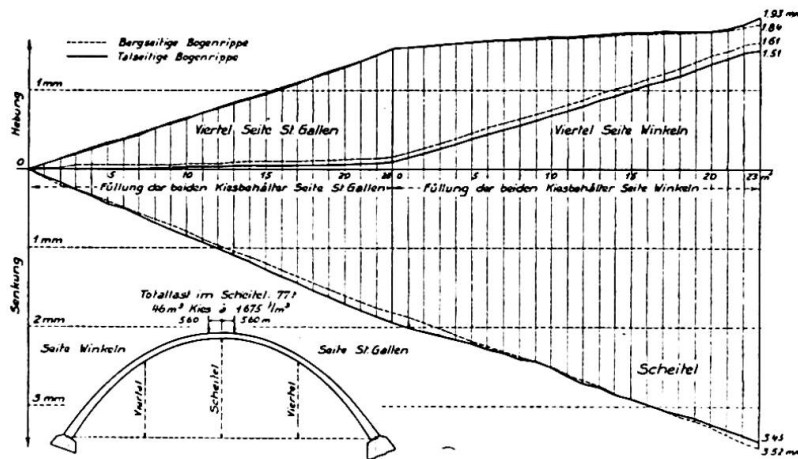 1.93 mm
1.84
1.61
1.51
Bergseitige Bogenrippe
Talseitige Bogenrippe
Hebung
1 mm
Viertel Seite St.Gallen
Viertel Seite Winkeln
0
5 10 15 20 23 0 5 10 15 20 23 m³
Füllung der beiden Kiesbehälter Seite St.Gallen
Füllung der beiden Kiesbehälter Seite Winkeln
Senkung
1 mm
Totallast im Scheitel: 77 t
46 m³ Kies à 1·675 t/m³
5·60 5·60 m
2 mm
Seite Winkeln
Seite St.Gallen
Scheitel
3 mm
Viertel
Scheitel
Viertel
3.45
3.52 mm